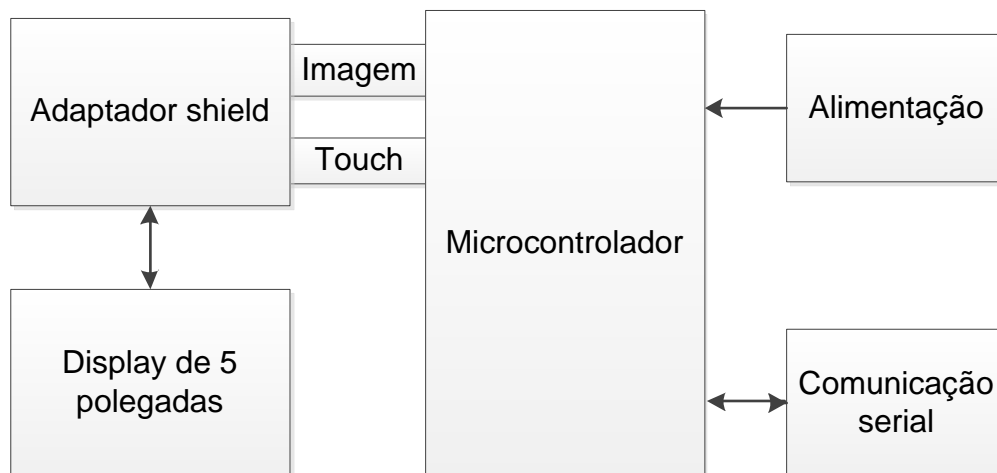 Adaptador shield
Imagem
Touch
Microcontrolador
Alimentação
Display de 5
polegadas
Comunicação
serial